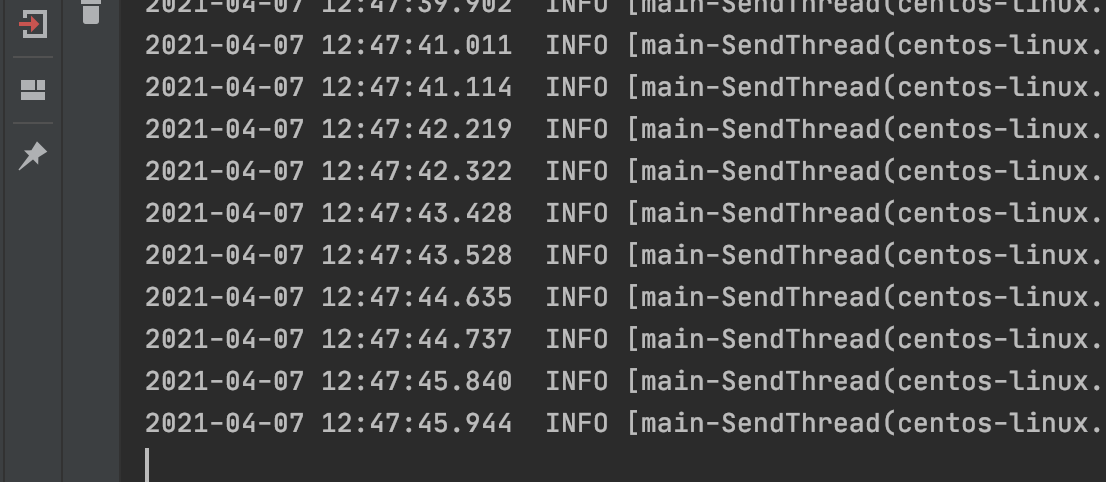 2021-04-07 12:47:39.902  INFO [main-SendThread(centos-linux.
2021-04-07 12:47:41.011  INFO [main-SendThread(centos-linux.
2021-04-07 12:47:41.114  INFO [main-SendThread(centos-linux.
2021-04-07 12:47:42.219  INFO [main-SendThread(centos-linux.
2021-04-07 12:47:42.322  INFO [main-SendThread(centos-linux.
2021-04-07 12:47:43.428  INFO [main-SendThread(centos-linux.
2021-04-07 12:47:43.528  INFO [main-SendThread(centos-linux.
2021-04-07 12:47:44.635  INFO [main-SendThread(centos-linux.
2021-04-07 12:47:44.737  INFO [main-SendThread(centos-linux.
2021-04-07 12:47:45.840  INFO [main-SendThread(centos-linux.
2021-04-07 12:47:45.944  INFO [main-SendThread(centos-linux.